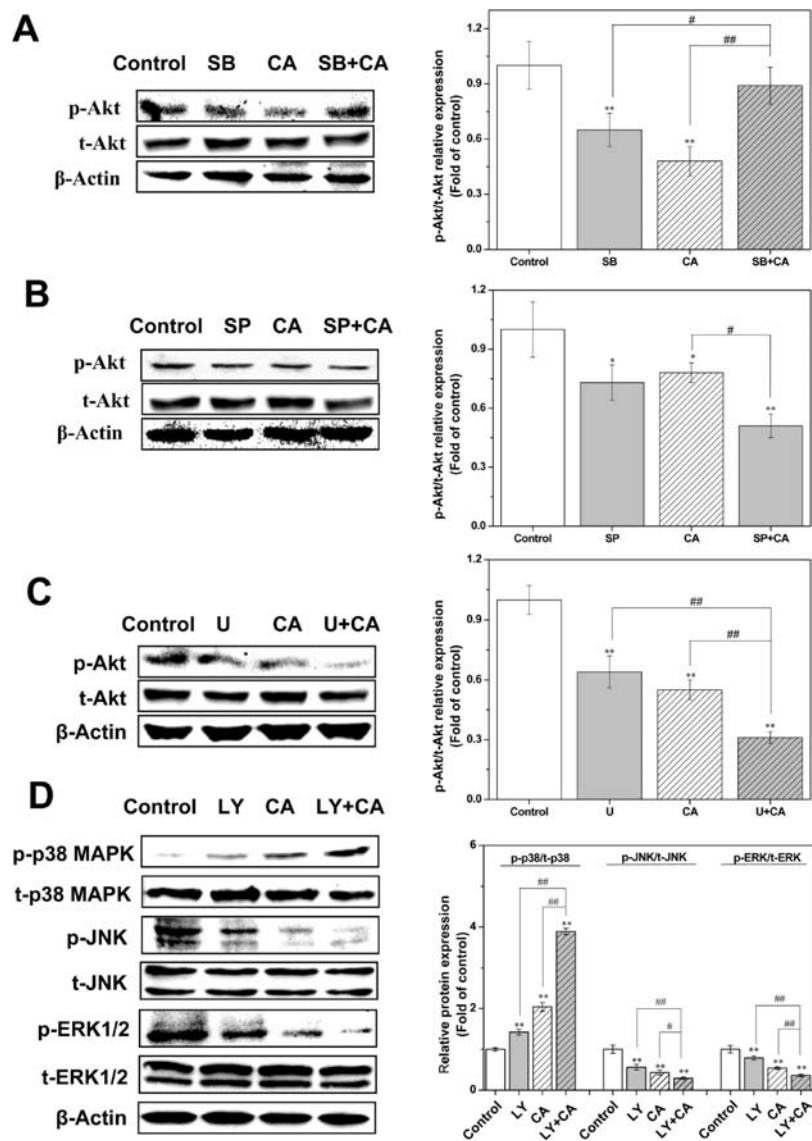 A
Control SB CA SB+CA
p-Akt
t-Akt
β-Actin
p-Akt/t-Akt relative expression
(Fold of control)
1.2
0.9
0.6
0.3
0.0
**
**
#
##
Control SB CA SB+CA
B
Control SP CA SP+CA
p-Akt
t-Akt
β-Actin
p-Akt/t-Akt relative expression
(Fold of control)
1.2
0.9
0.6
0.3
0.0
*
*
**
#
Control SP CA SP+CA
C
Control U CA U+CA
p-Akt
t-Akt
β-Actin
p-Akt/t-Akt relative expression
(Fold of control)
1.2
0.9
0.6
0.3
0.0
**
**
**
##
##
Control U CA U+CA
D
Control LY CA LY+CA
p-p38 MAPK
t-p38 MAPK
p-JNK
t-JNK
p-ERK1/2
t-ERK1/2
β-Actin
Relative protein expression
(Fold of control)
6
4
2
0
p-p38/t-p38 p-JNK/t-JNK p-ERK/t-ERK
##
##
**
**
**
##
#
**
**
**
##
##
**
**
**
Control LY CA LY+CA Control LY CA LY+CA Control LY CA LY+CA